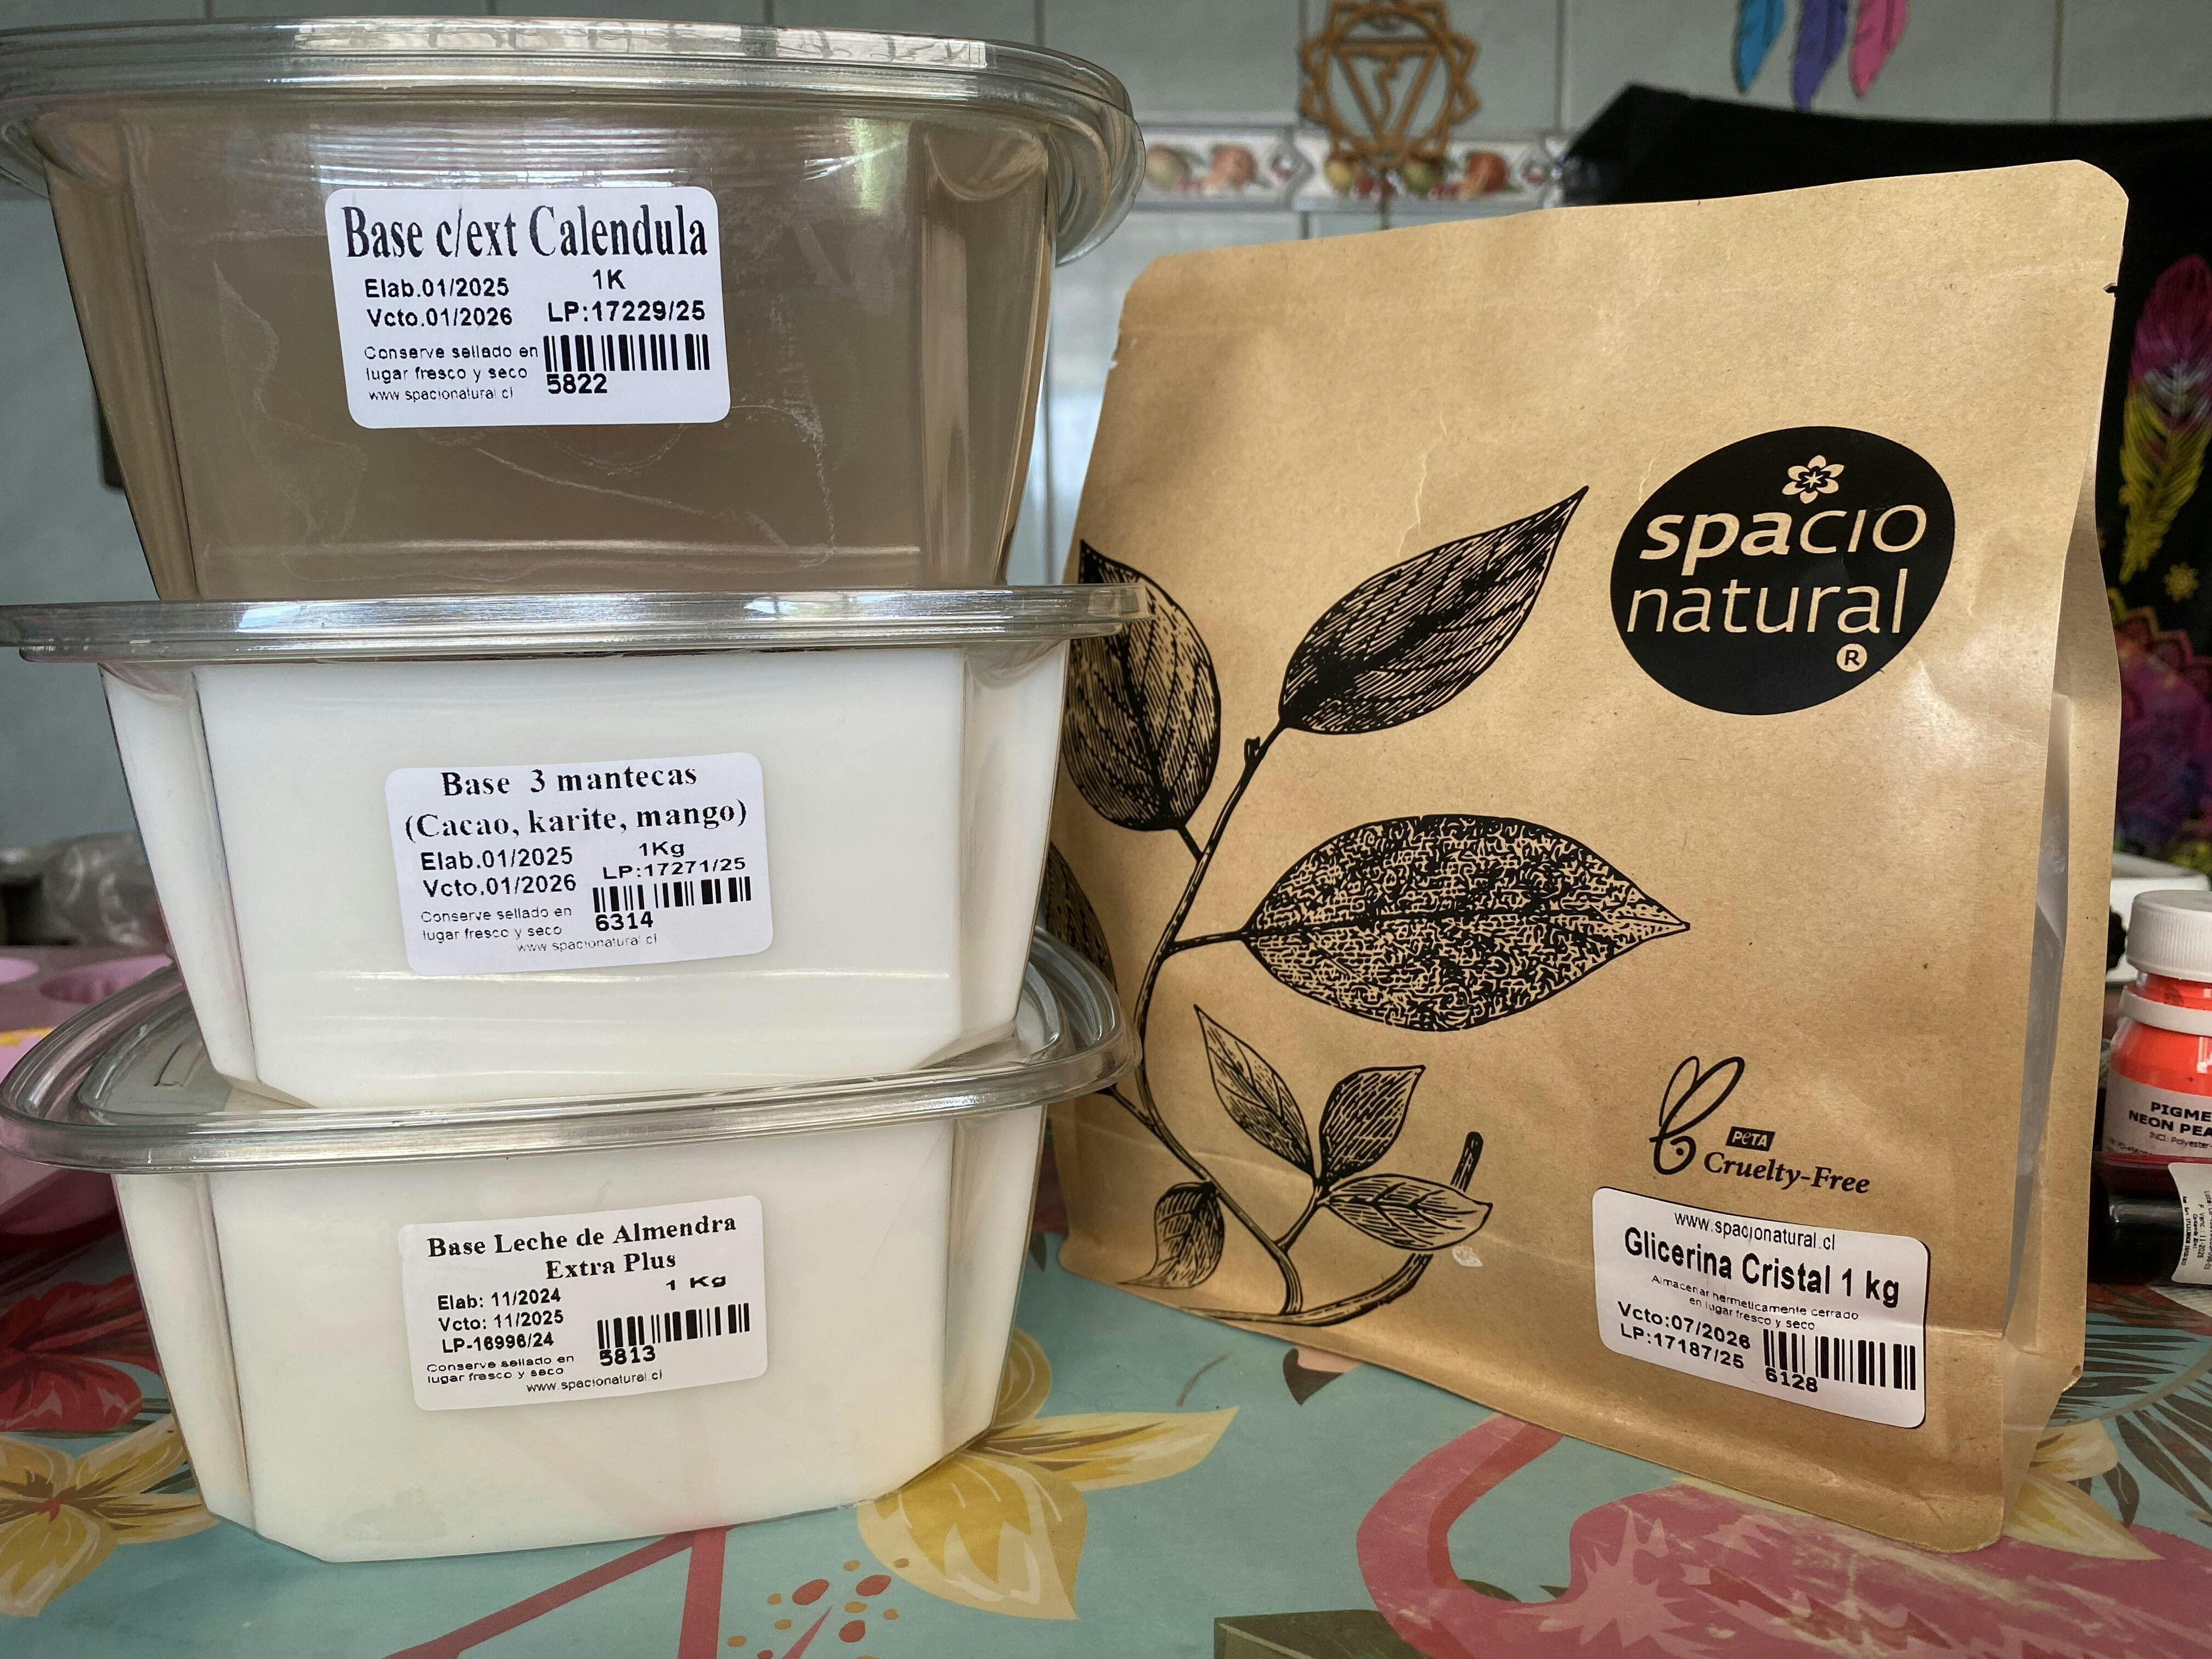 Base c/ext Calendula
1K
Elab.01/2025
Vcto.01/2026
LP:17229/25
Conserve sellado en
lugar fresco y seco
www.spacionatural.cl
5822
Base 3 mantecas
(Cacao, karite, mango)
1Kg
Elab.01/2025
Vcto.01/2026
LP:17271/25
Conserve sellado en
lugar fresco y seco
www.spacionatural.cl
6314
Base Leche de Almendra
Extra Plus
1 Kg
Elab: 11/2024
Vcto: 11/2025
LP-16996/24
Conserve sellado en
lugar fresco y seco
www.spacionatural.cl
5813
spacio
natural
®
PETA
Cruelty-Free
www.spacionatural.cl
Glicerina Cristal 1 kg
Almacenar hermeticamente cerrado
en lugar fresco y seco
Vcto:07/2026
LP:17187/25
6128
PIGME
NEON PEA
INCI: Polyester-